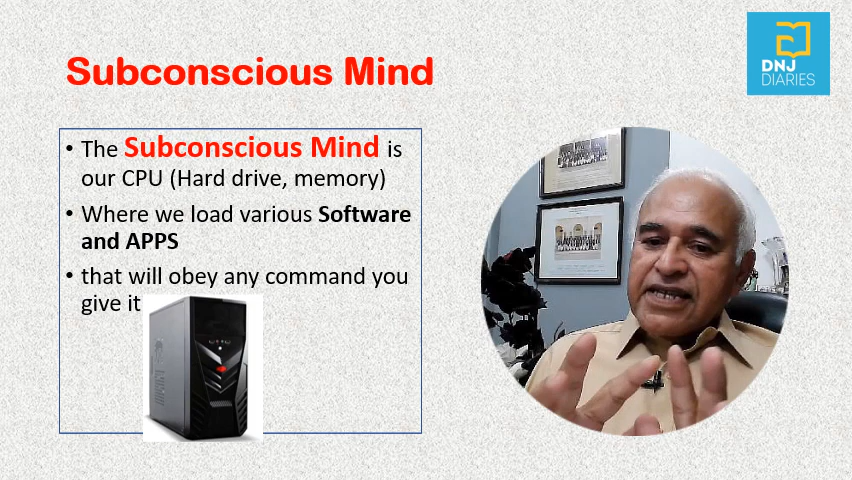 DNJ
DIARIES
Subconscious Mind
• The Subconscious Mind is
our CPU (Hard drive, memory)
• Where we load various Software
and APPS
• that will obey any command you
give it